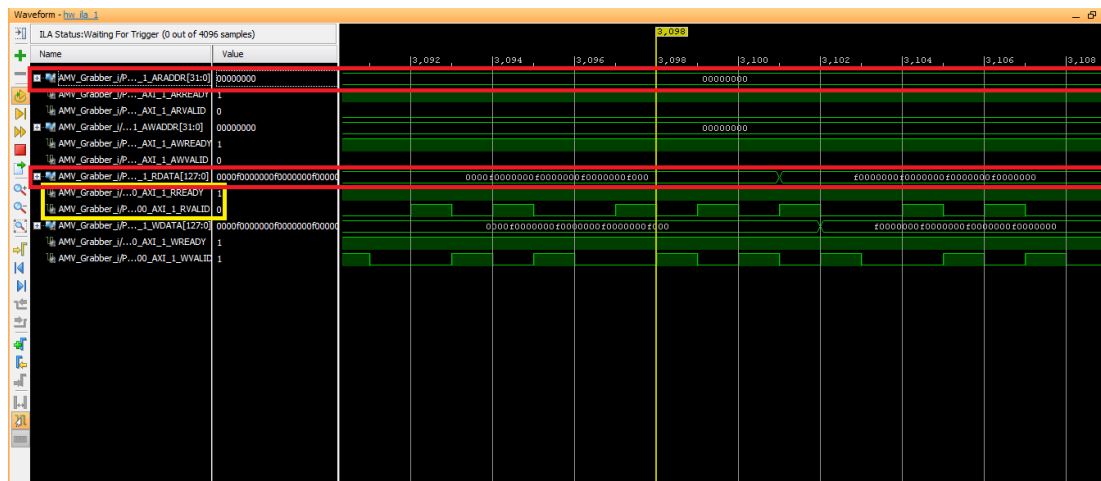 Waveform - hw_ila_1
ILA Status:Waiting For Trigger (0 out of 4096 samples)
Name Value
3,098
3,092 3,094 3,096 3,098 3,100 3,102 3,104 3,106 3,108
AMV_Grabber_i/P..._1_ARADDR[31:0] 00000000 00000000
AMV_Grabber_i/P..._AXI_1_ARREADY 1
AMV_Grabber_i/P..._AXI_1_ARVALID 0
AMV_Grabber_i/...1_AWADDR[31:0] 00000000 00000000
AMV_Grabber_i/P..._AXI_1_AWREADY 1
AMV_Grabber_i/P..._AXI_1_AWVALID 0
AMV_Grabber_i/P..._1_RDATA[127:0] 0000f0000000f0000000f00000 0000f0000000f0000000f0000000f000 f0000000f0000000f0000000f0000000
AMV_Grabber_i/...0_AXI_1_RREADY 1
AMV_Grabber_i/P...00_AXI_1_RVALID 0
AMV_Grabber_i/P..._1_WDATA[127:0] 0000f0000000f0000000f00000 0000f0000000f0000000f0000000f000 f0000000f0000000f0000000f0000000
AMV_Grabber_i/...0_AXI_1_WREADY 1
AMV_Grabber_i/P...00_AXI_1_WVALID 1